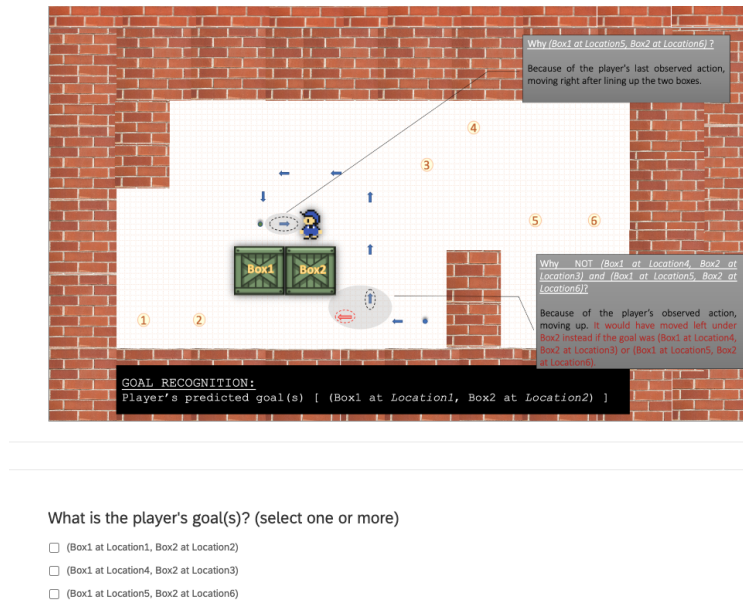 Why (Box1 at Location5, Box2 at Location6) ?
Because of the player's last observed action,
moving right after lining up the two boxes.
④
③
⑤
⑥
Box1
Box2
Why NOT (Box1 at Location4, Box2 at
Location3) and (Box1 at Location5, Box2 at
Location6)?
Because of the player's observed action,
moving up. It would have moved left under
Box2 instead if the goal was (Box1 at Location4,
Box2 at Location3) or (Box1 at Location5, Box2
at Location6).
①
②
GOAL RECOGNITION:
Player's predicted goal(s) [ (Box1 at Location1, Box2 at Location2) ]
What is the player's goal(s)? (select one or more)
(Box1 at Location1, Box2 at Location2)
(Box1 at Location4, Box2 at Location3)
(Box1 at Location5, Box2 at Location6)